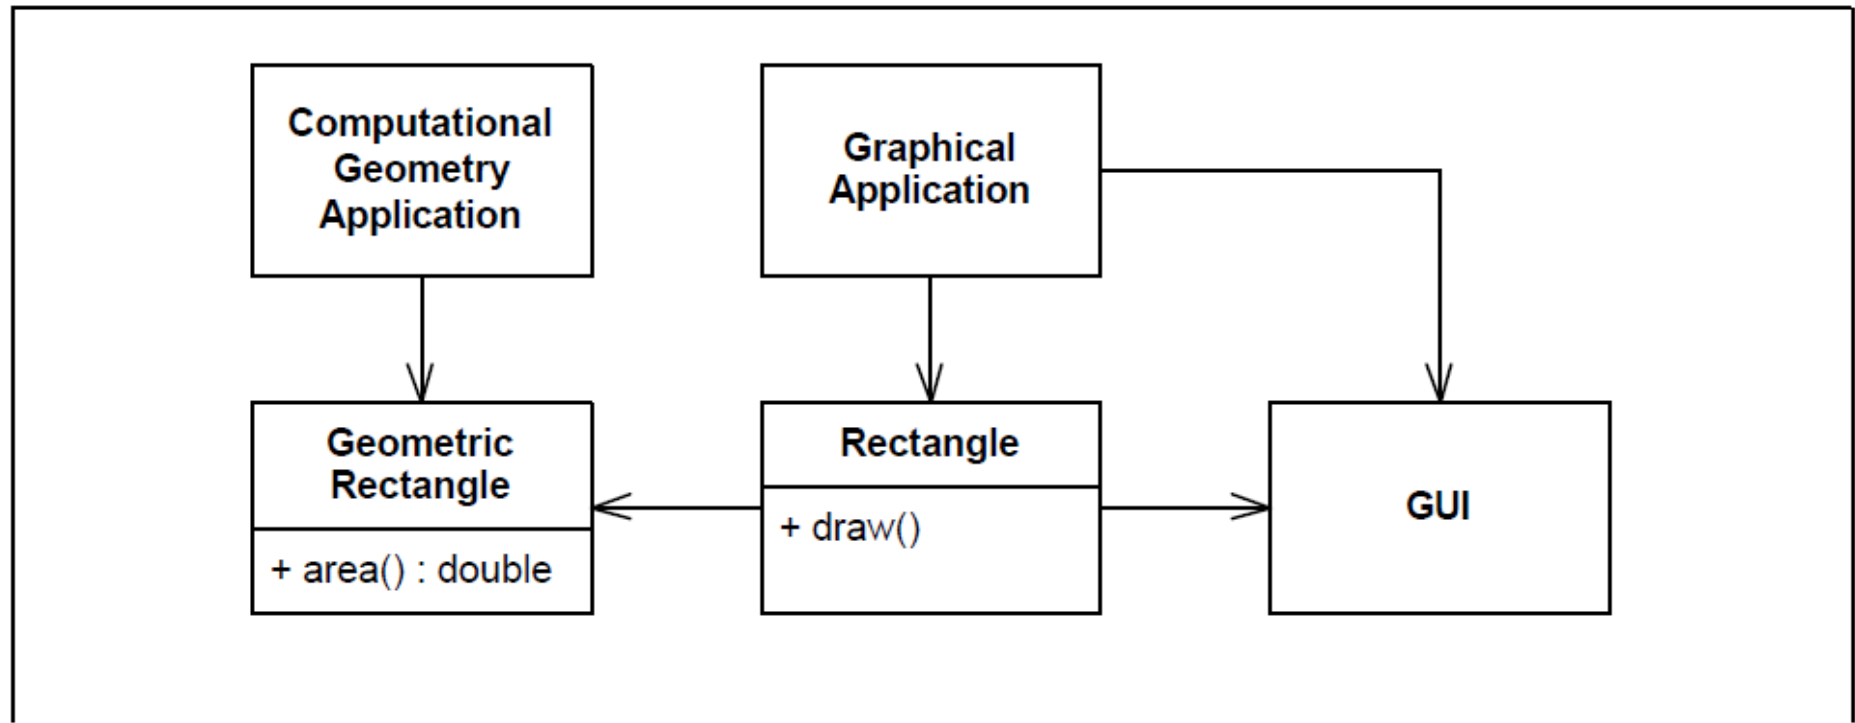 Computational
Geometry
Application
Graphical
Application
Geometric
Rectangle
+ area() : double
Rectangle
+ draw()
GUI